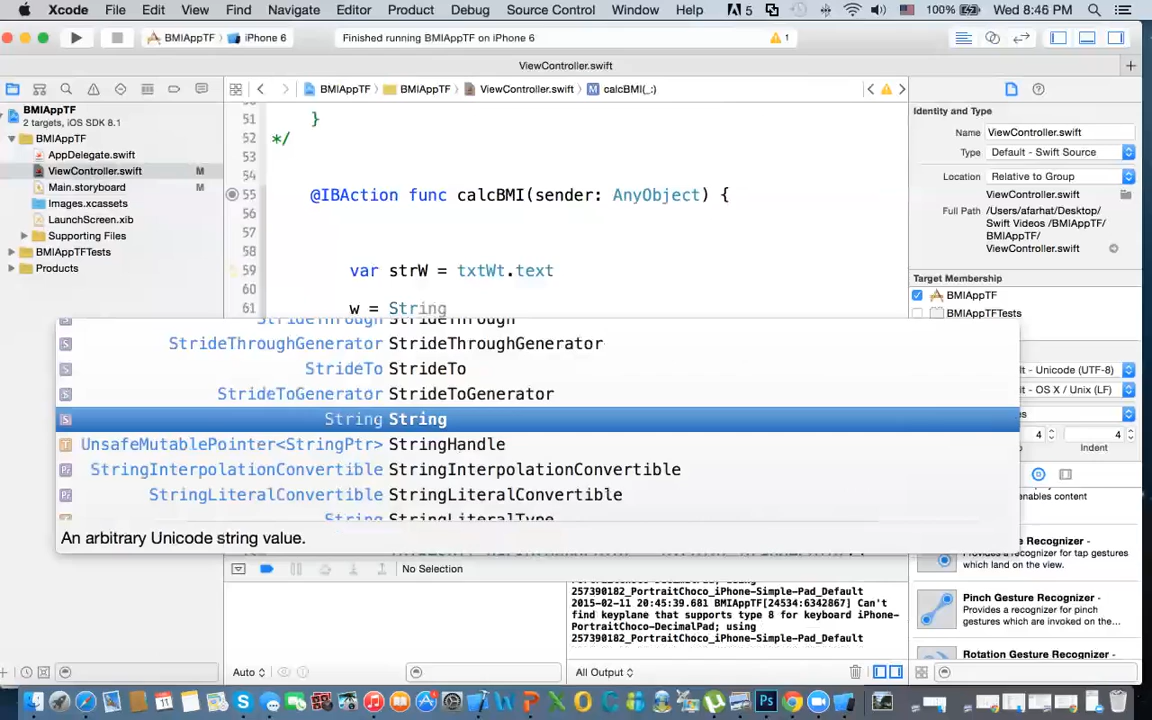 Xcode File Edit View Find Navigate Editor Product Debug Source Control Window Help 5 100% Wed 8:46 PM
BMIAppTF iPhone 6 Finished running BMIAppTF on iPhone 6 1
ViewController.swift
BMIAppTF BMIAppTF ViewController.swift M calcBMI(_:)
BMIAppTF
2 targets, iOS SDK 8.1
BMIAppTF
AppDelegate.swift
ViewController.swift M
Main.storyboard M
Images.xcassets
LaunchScreen.xib
Supporting Files
BMIAppTFTests
Products
51 }
52 */
53
54
55 @IBAction func calcBMI(sender: AnyObject) {
56
57
58
59 var strW = txtWt.text
60
61 w = String
StrideThrough StrideThrough
StrideThroughGenerator StrideThroughGenerator
StrideTo StrideTo
StrideToGenerator StrideToGenerator
String String
UnsafeMutablePointer<StringPtr> StringHandle
StringInterpolationConvertible StringInterpolationConvertible
StringLiteralConvertible StringLiteralConvertible
String StringLiteralType
An arbitrary Unicode string value.
Identity and Type
Name ViewController.swift
Type Default - Swift Source
Location Relative to Group
ViewController.swift
Full Path /Users/afarhat/Desktop/
Swift Videos /BMIAppTF/
BMIAppTF/
ViewController.swift
Target Membership
BMIAppTF
BMIAppTFTests
lt - Unicode (UTF-8)
lt - OS X / Unix (LF)
4 4
Indent
enables content
Recognizer -
Provides a recognizer for tap gestures
which land on the view.
Pinch Gesture Recognizer -
Provides a recognizer for pinch
gestures which are invoked on the...
Rotation Gesture Recognizer -
No Selection
PortraitChoco-DecimalPad; using
257390182_PortraitChoco_iPhone-Simple-Pad_Default
2015-02-11 20:45:39.681 BMIAppTF[24534:6342867] Can't
find keyplane that supports type 8 for keyboard iPhone-
PortraitChoco-DecimalPad; using
257390182_PortraitChoco_iPhone-Simple-Pad_Default
Auto All Output